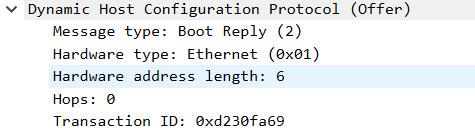 Dynamic Host Configuration Protocol (Offer)
Message type: Boot Reply (2)
Hardware type: Ethernet (0x01)
Hardware address length: 6
Hops: 0
Transaction ID: 0xd230fa69